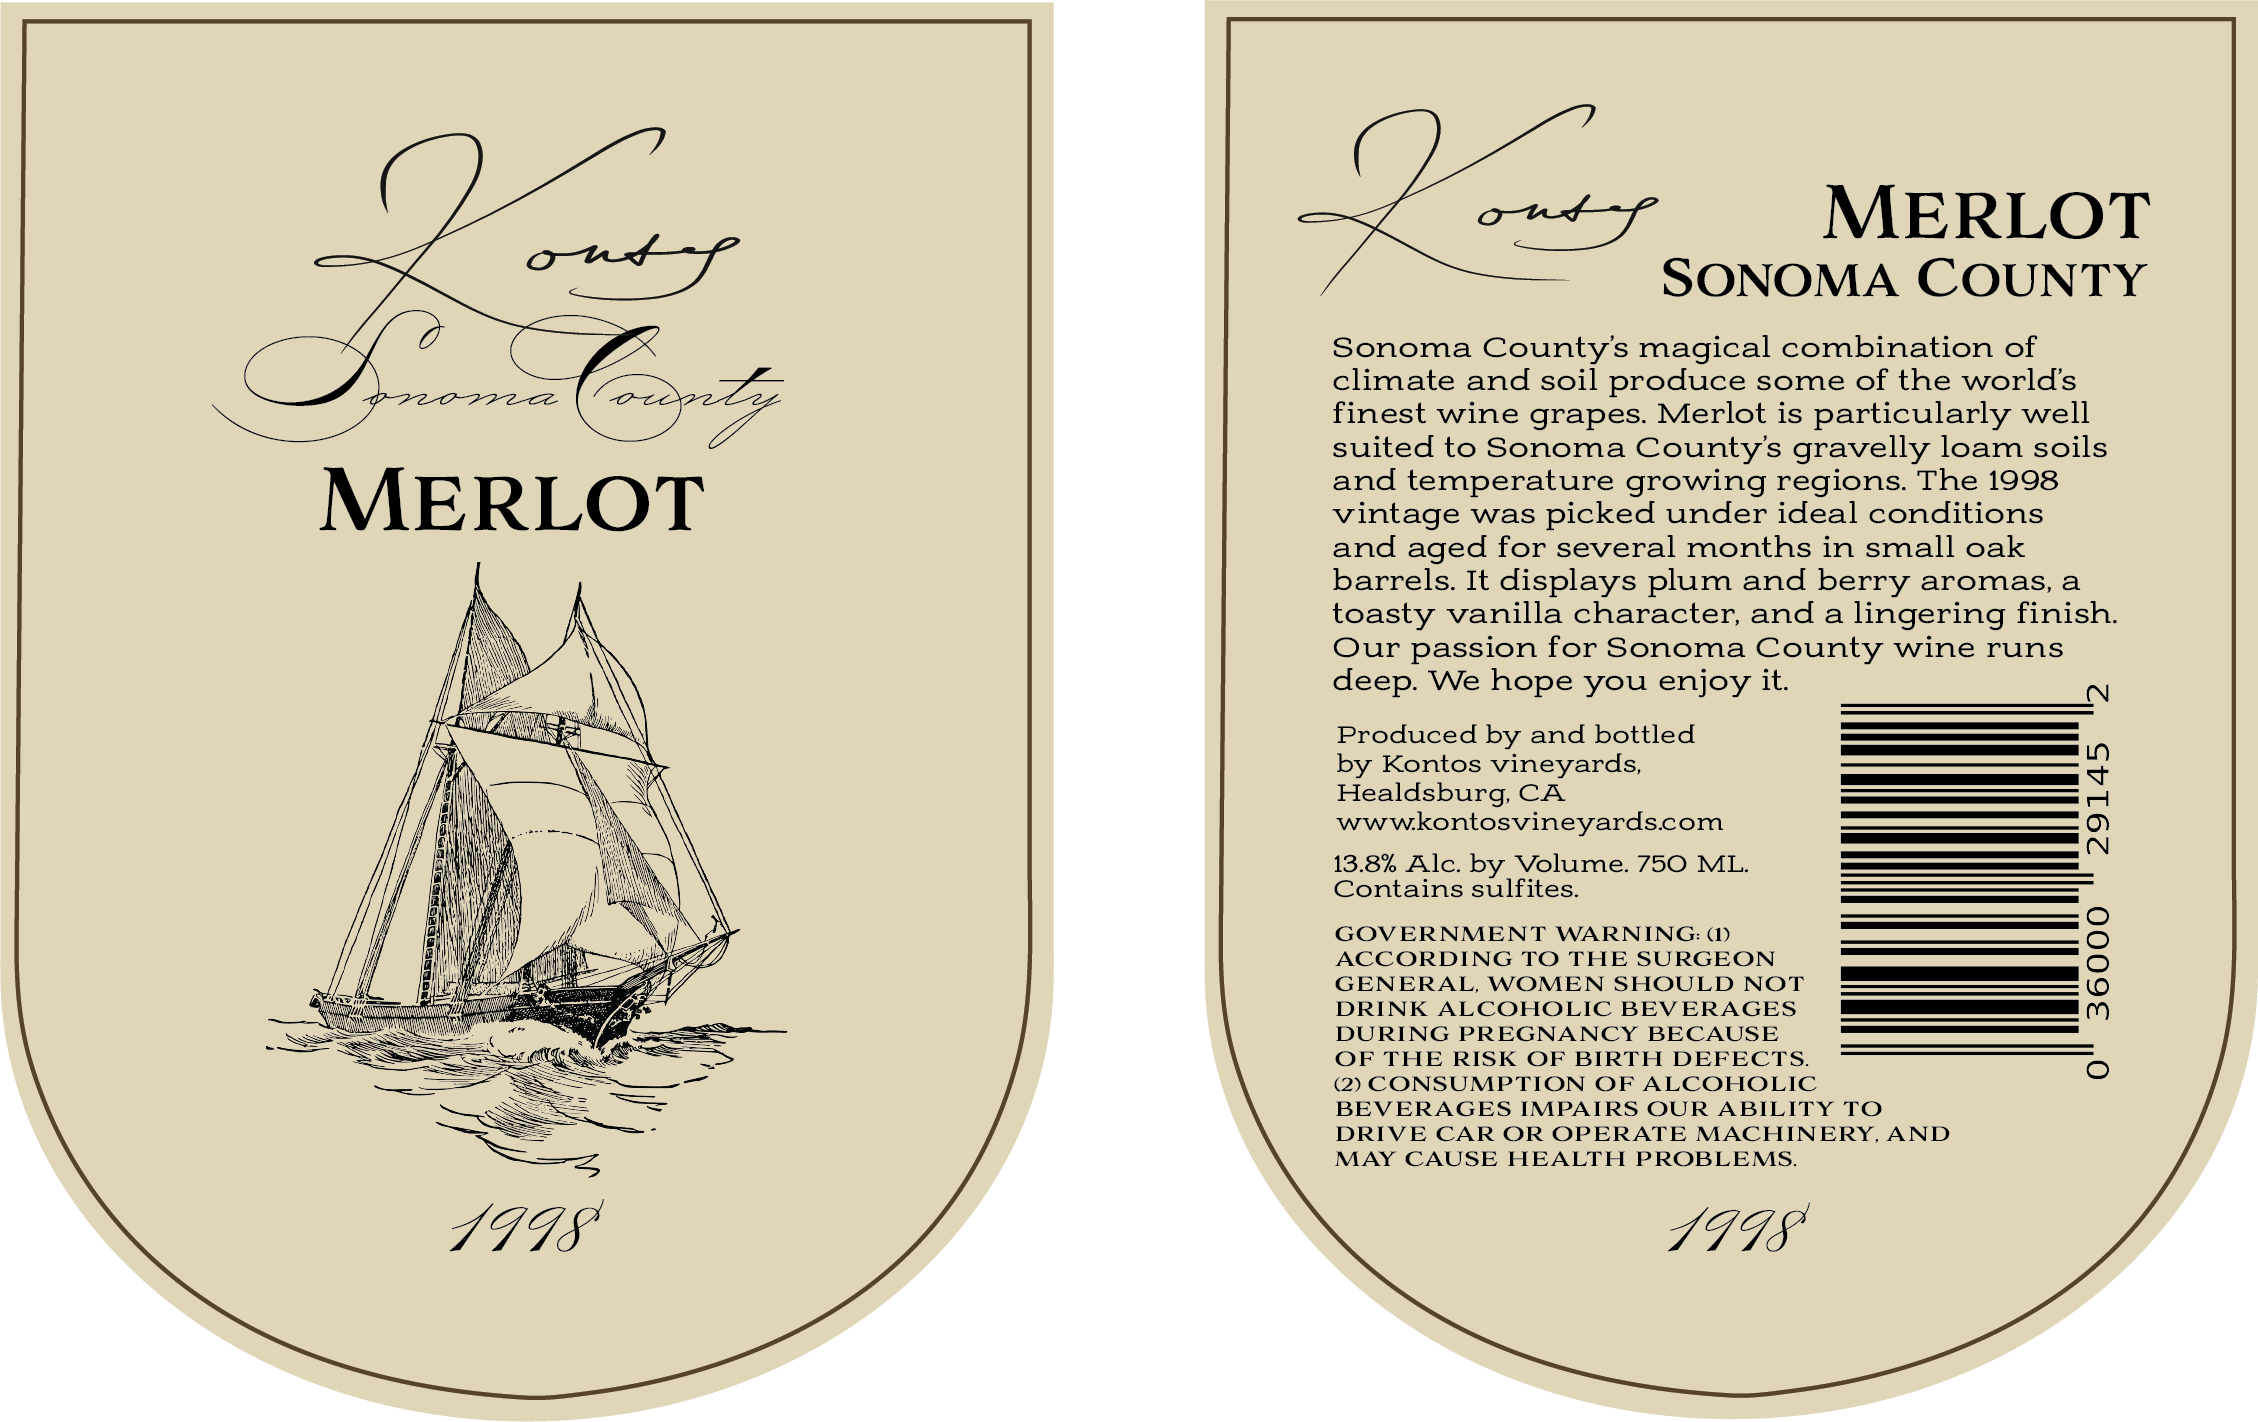 Kontos
Sonoma County
MERLOT
1998
Kontos
MERLOT
SONOMA COUNTY
Sonoma County's magical combination of
climate and soil produce some of the world's
finest wine grapes. Merlot is particularly well
suited to Sonoma County's gravelly loam soils
and temperature growing regions. The 1998
vintage was picked under ideal conditions
and aged for several months in small oak
barrels. It displays plum and berry aromas, a
toasty vanilla character, and a lingering finish.
Our passion for Sonoma County wine runs
deep. We hope you enjoy it.
Produced by and bottled
by Kontos vineyards,
Healdsburg, CA
www.kontosvineyards.com
13.8% Alc. by Volume. 750 ML.
Contains sulfites.
GOVERNMENT WARNING: (1)
ACCORDING TO THE SURGEON
GENERAL, WOMEN SHOULD NOT
DRINK ALCOHOLIC BEVERAGES
DURING PREGNANCY BECAUSE
OF THE RISK OF BIRTH DEFECTS.
(2) CONSUMPTION OF ALCOHOLIC
BEVERAGES IMPAIRS OUR ABILITY TO
DRIVE CAR OR OPERATE MACHINERY, AND
MAY CAUSE HEALTH PROBLEMS.
0 36000 29145 2
1998